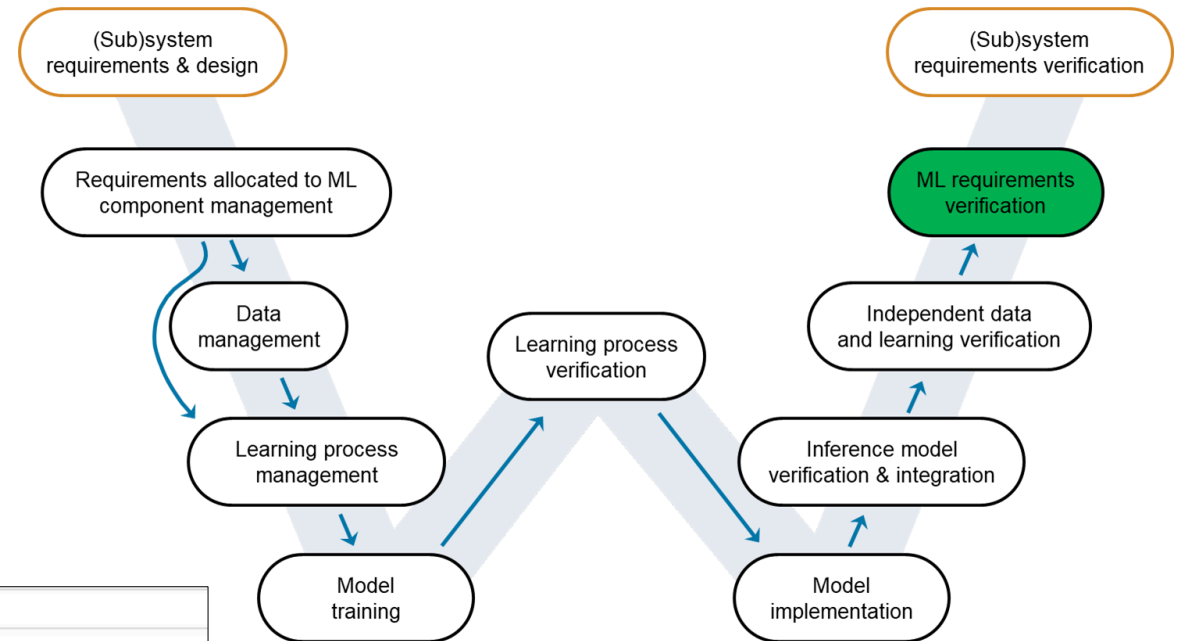 (Sub)system
requirements & design
(Sub)system
requirements verification
Requirements allocated to ML
component management
ML requirements
verification
Data
management
Independent data
and learning verification
Learning process
verification
Learning process
management
Inference model
verification & integration
Model
training
Model
implementation